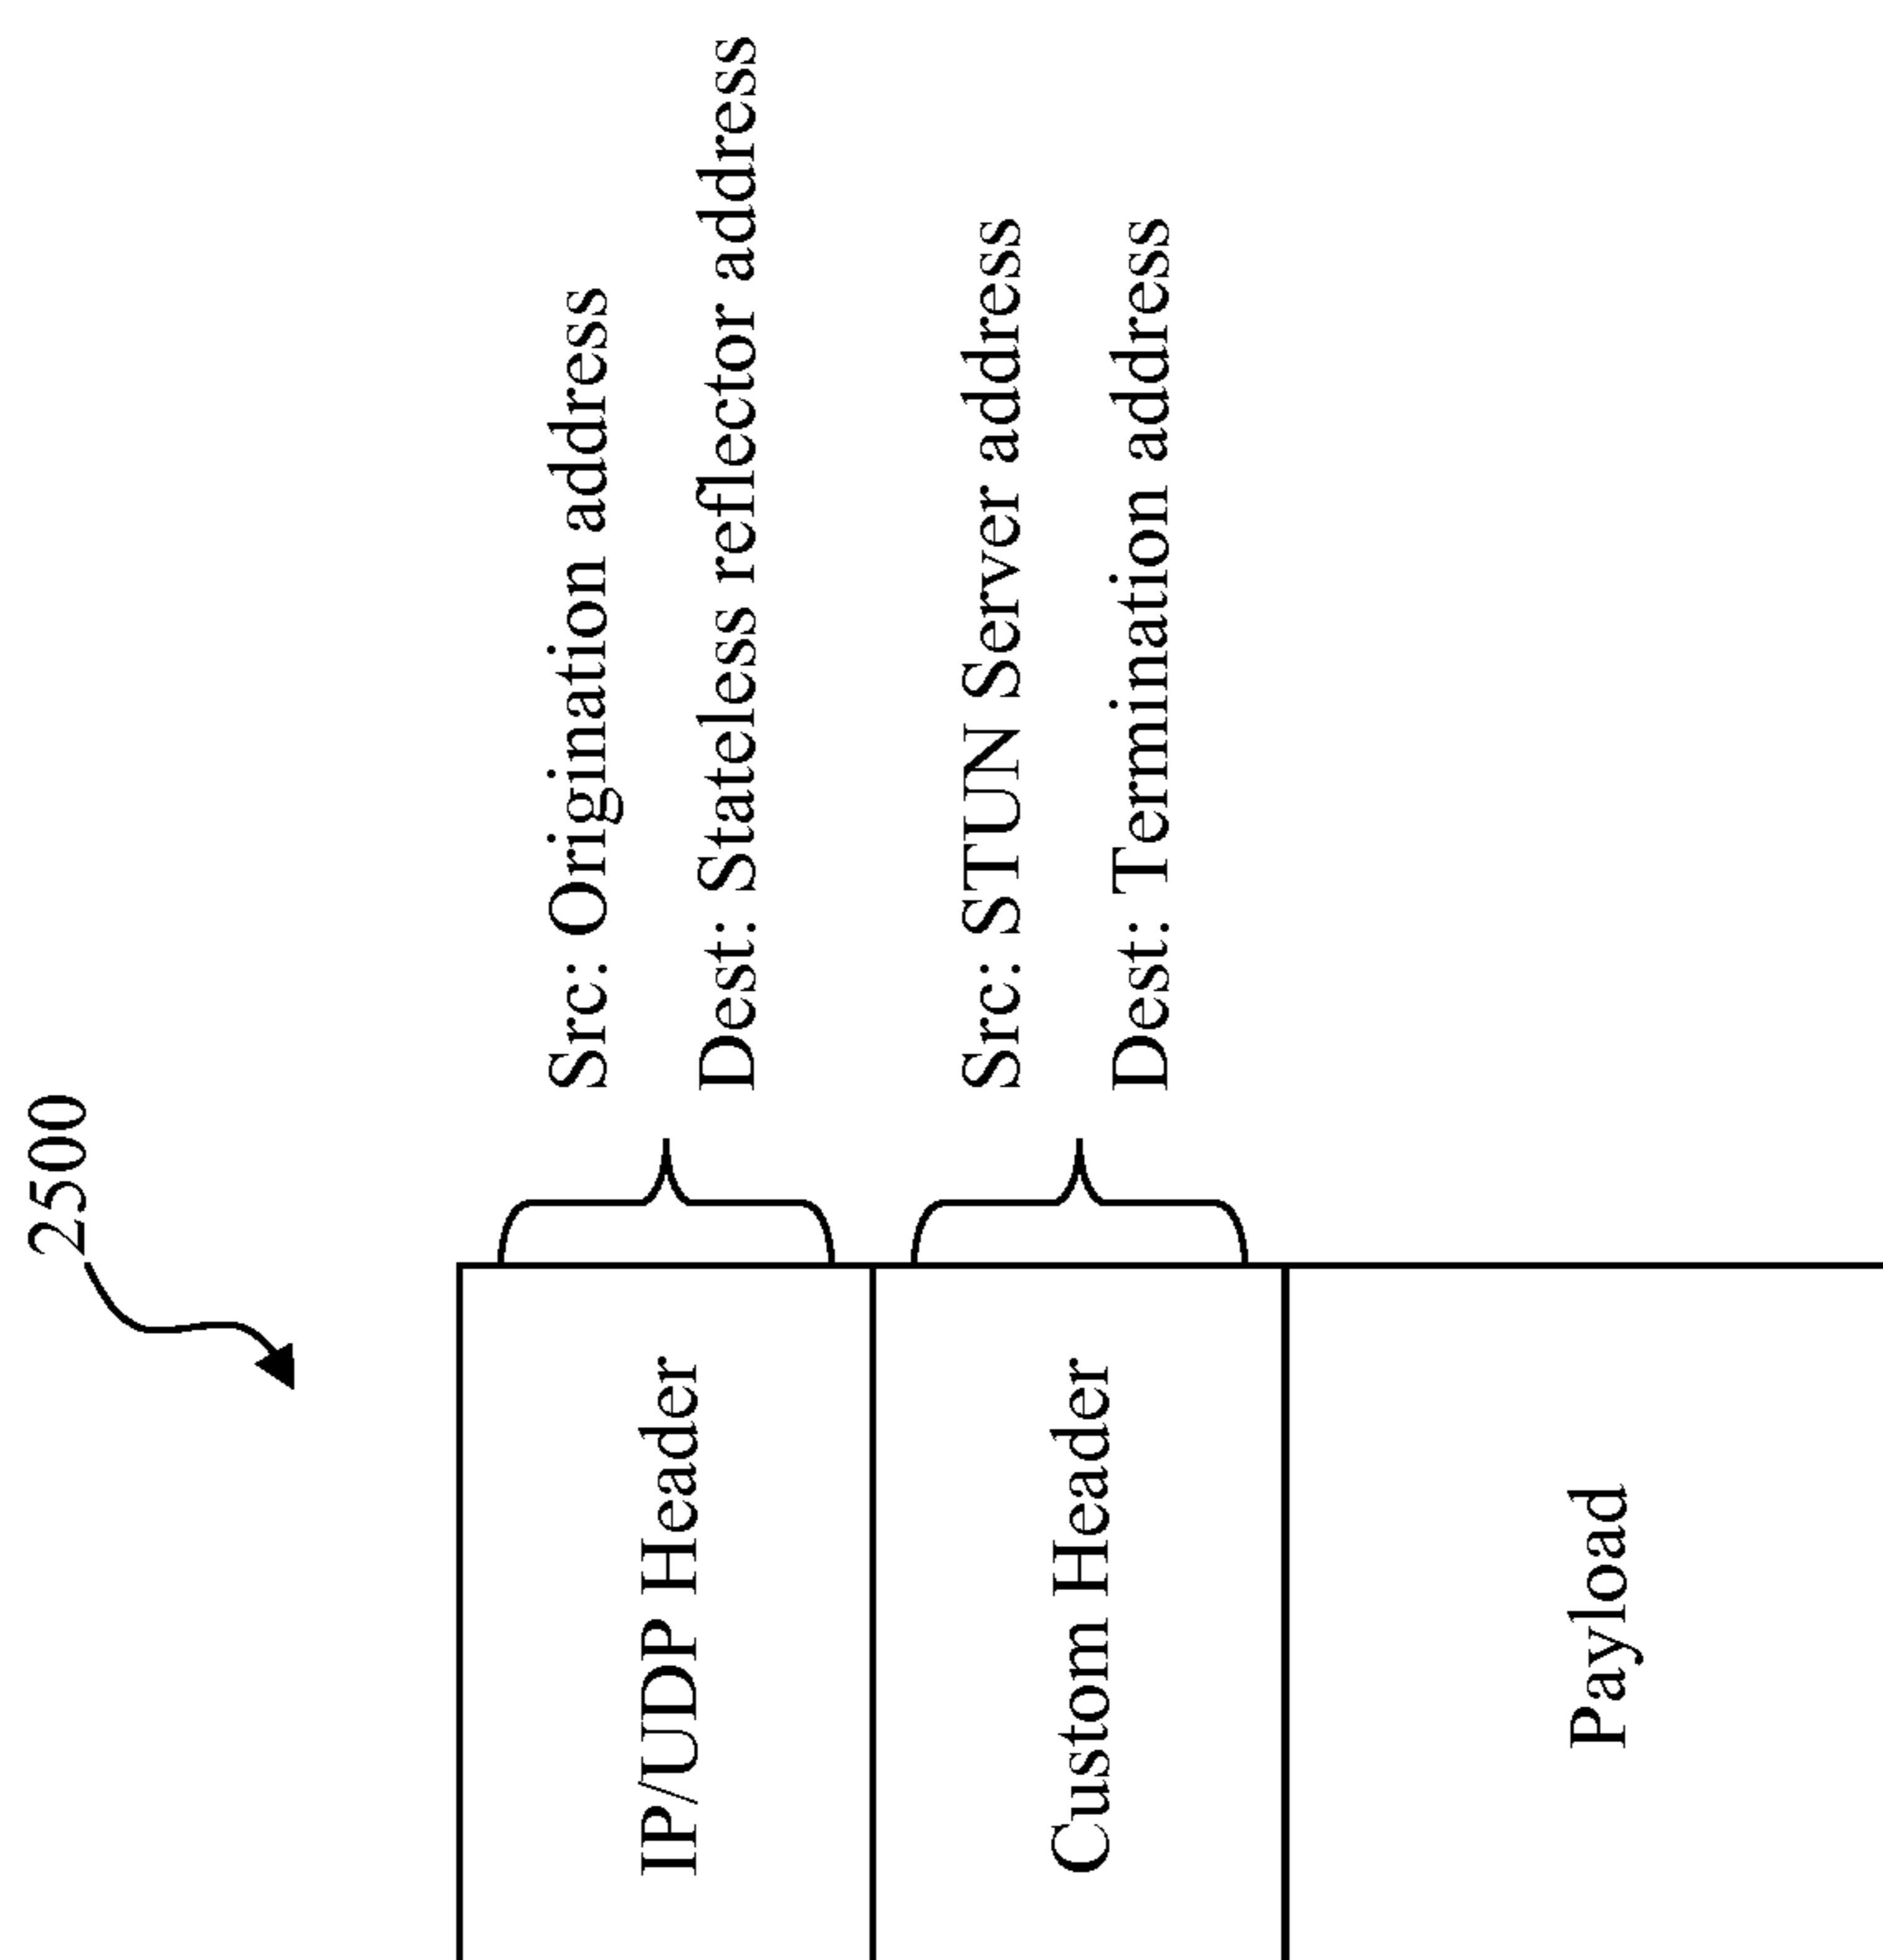 2500
IP/UDP Header
Src: Origination address
Dest: Stateless reflector address
Custom Header
Src: STUN Server address
Dest: Termination address
Payload